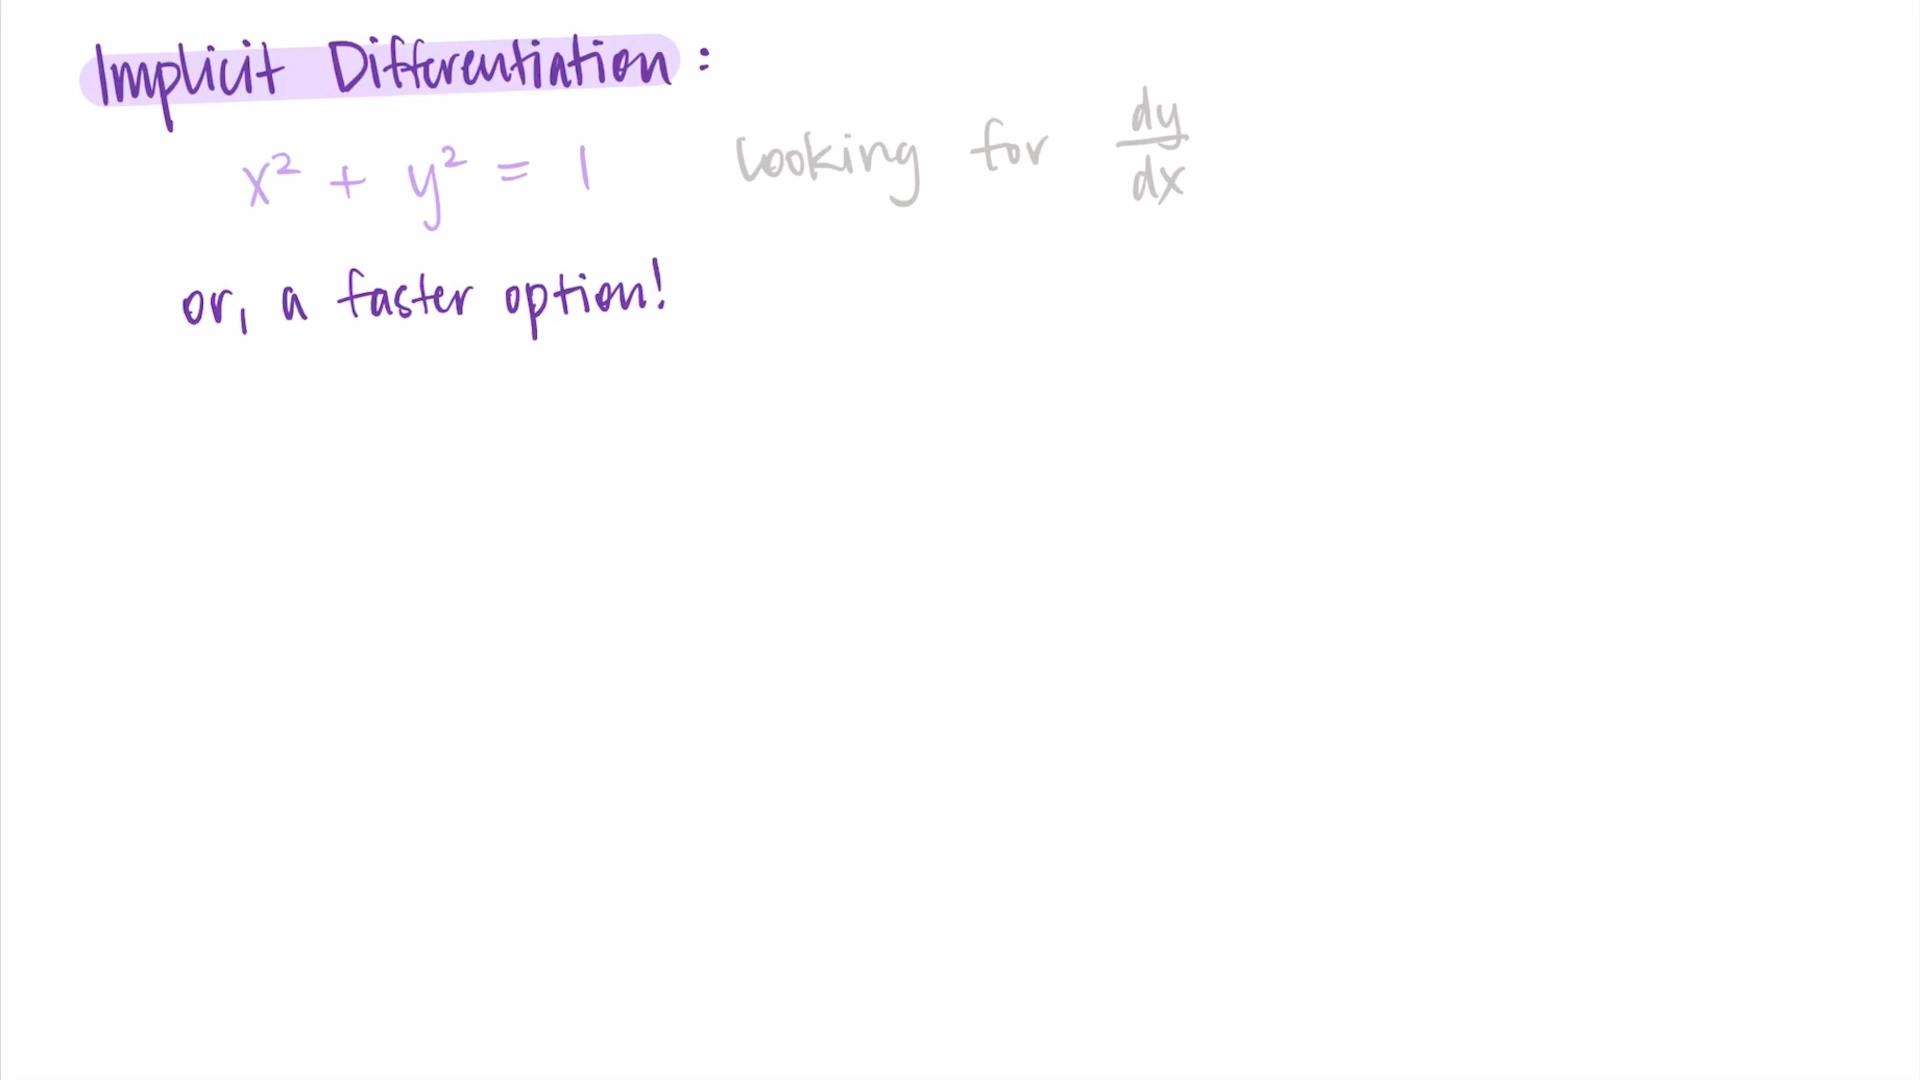 Implicit Differentiation :
x² + y² = 1 looking for dy/dx
or, a faster option!